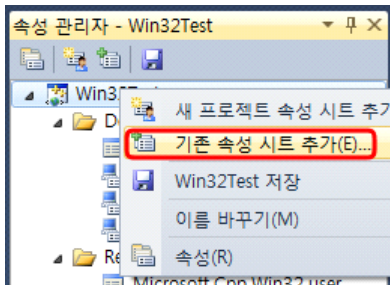 속성 관리자 - Win32Test
Win3
새 프로젝트 속성 시트 추가
D
기존 속성 시트 추가(E)...
Win32Test 저장
이름 바꾸기(M)
Re
속성(R)
Microsoft Cpp Win32 user